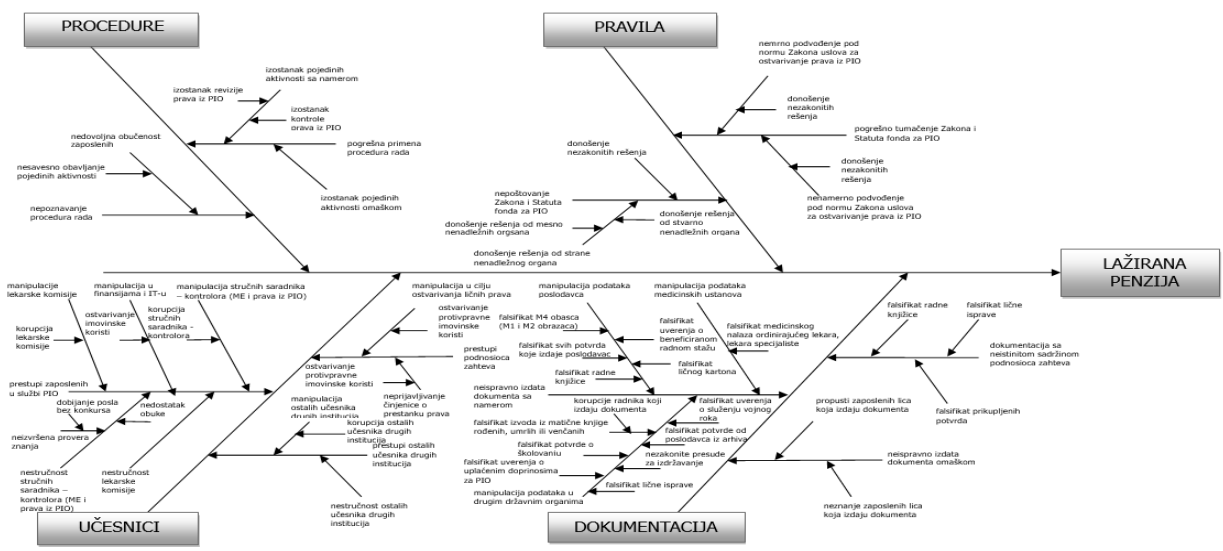 PROCEDURE
izostanak pojedinih
aktivnosti sa namerom
izostanak revizije
prava iz PIO
izostanak
kontrole
orava iz PIO
pogrešna primena
procedura rada
izostanak pojedinih
aktivnosti omaškom
nedovoljna obučenost
zaposlenih
nesavesno obavljanje
pojedinih aktivnosti
nepoznavanje
procedura rada
PRAVILA
nemrno podvođenje pod
normu Zakona uslova za
ostvarivanje prava iz PIO
donošenje
nezakonitih
rešenja
pogrešno tumačenje Zakona i
Statuta fonda za PIO
donošenje
nezakonitih
rešenja
nenamerno podvođenje
pod normu Zakona uslova
za ostvarivanje prava iz PIO
donošenje
nezakonitih rešenja
nepoštovanje
Zakona i Statuta
fonda za PIO
donošenje rešenja od mesno
nenadležnih orgsana
donošenje rešenja
od stvarno
nenadležnih organa
donošenje rešenja od strane
nenadležnog organa
LAŽIRANA
PENZIJA
manipulacije
lekarske komisije
manipulacija u
finansijama i IT-u
manipulacija stručnih saradnika
– kontrolora (ME i prava iz PIO)
korupcija
lekarske
komisije
ostvarivanje
imovinske
koristi
korupcija
stručnih
saradnika -
kontrolora
prestupi zaposlenih
u službi PIO
dobijanje posla
bez konkursa
nedostatak
obuke
neizvršena provera
znanja
nestručnost
stručnih
saradnika –
kontrolora (ME i
prava iz PIO)
nestručnost
lekarske
komisije
manipulacija u cilju
ostvarivanja ličnih prava
ostvarivanje
protivpravne
imovinske
koristi
prestupi
podnosioca
zahteva
ostvarivanje
protivpravne
imovinske koristi
neprijavljivanje
činjenice o
prestanku prava
manipulacija
ostalih učesnika
drugih institucija
korupcija ostalih
učesnika drugih
institucija
prestupi ostalih
učesnika drugih
institucija
nestručnost ostalih
učesnika drugih
institucija
UČESNICI
manipulacija podataka
poslodavca
manipulacija podataka
medicinskih ustanova
falsifikat M4 obasca
(M1 i M2 obrazaca)
falsifikat
uverenja o
beneficiranom
radnom stažu
falsifikat medicinskog
nalaza ordinirajućeg lekara,
lekara specijaliste
falsifikat svih potvrda
koje izdaje poslodavac
falsifikat
ličnog kartona
falsifikat radne
knjižice
neispravno izdata
dokumenta sa
namerom
korupcije radnika koji
izdaju dokumenta
falsifikat uverenja
o služenju vojnog
roka
falsifikat izvoda iz matične knjige
rođenih, umrlih ili venčanih
falsifikat potvrde od
poslodavca iz arhiva
falsifikat potvrde o
školovanju
nezakonite presude
za izdržavanje
falsifikat uverenja o
uplaćenim doprinosima
za PIO
falsifikat lične isprave
manipulacija podataka u
drugim državnim organima
falsifikat radne
knjižice
falsifikat lične
isprave
dokumentacija sa
neistinitom sadržinom
podnosioca zahteva
falsifikat prikupljenih
potvrda
propusti zaposlenih lica
koja izdaju dokumenta
neispravno izdata
dokumenta omaškom
neznanje zaposlenih lica
koja izdaju dokumenta
DOKUMENTACIJA